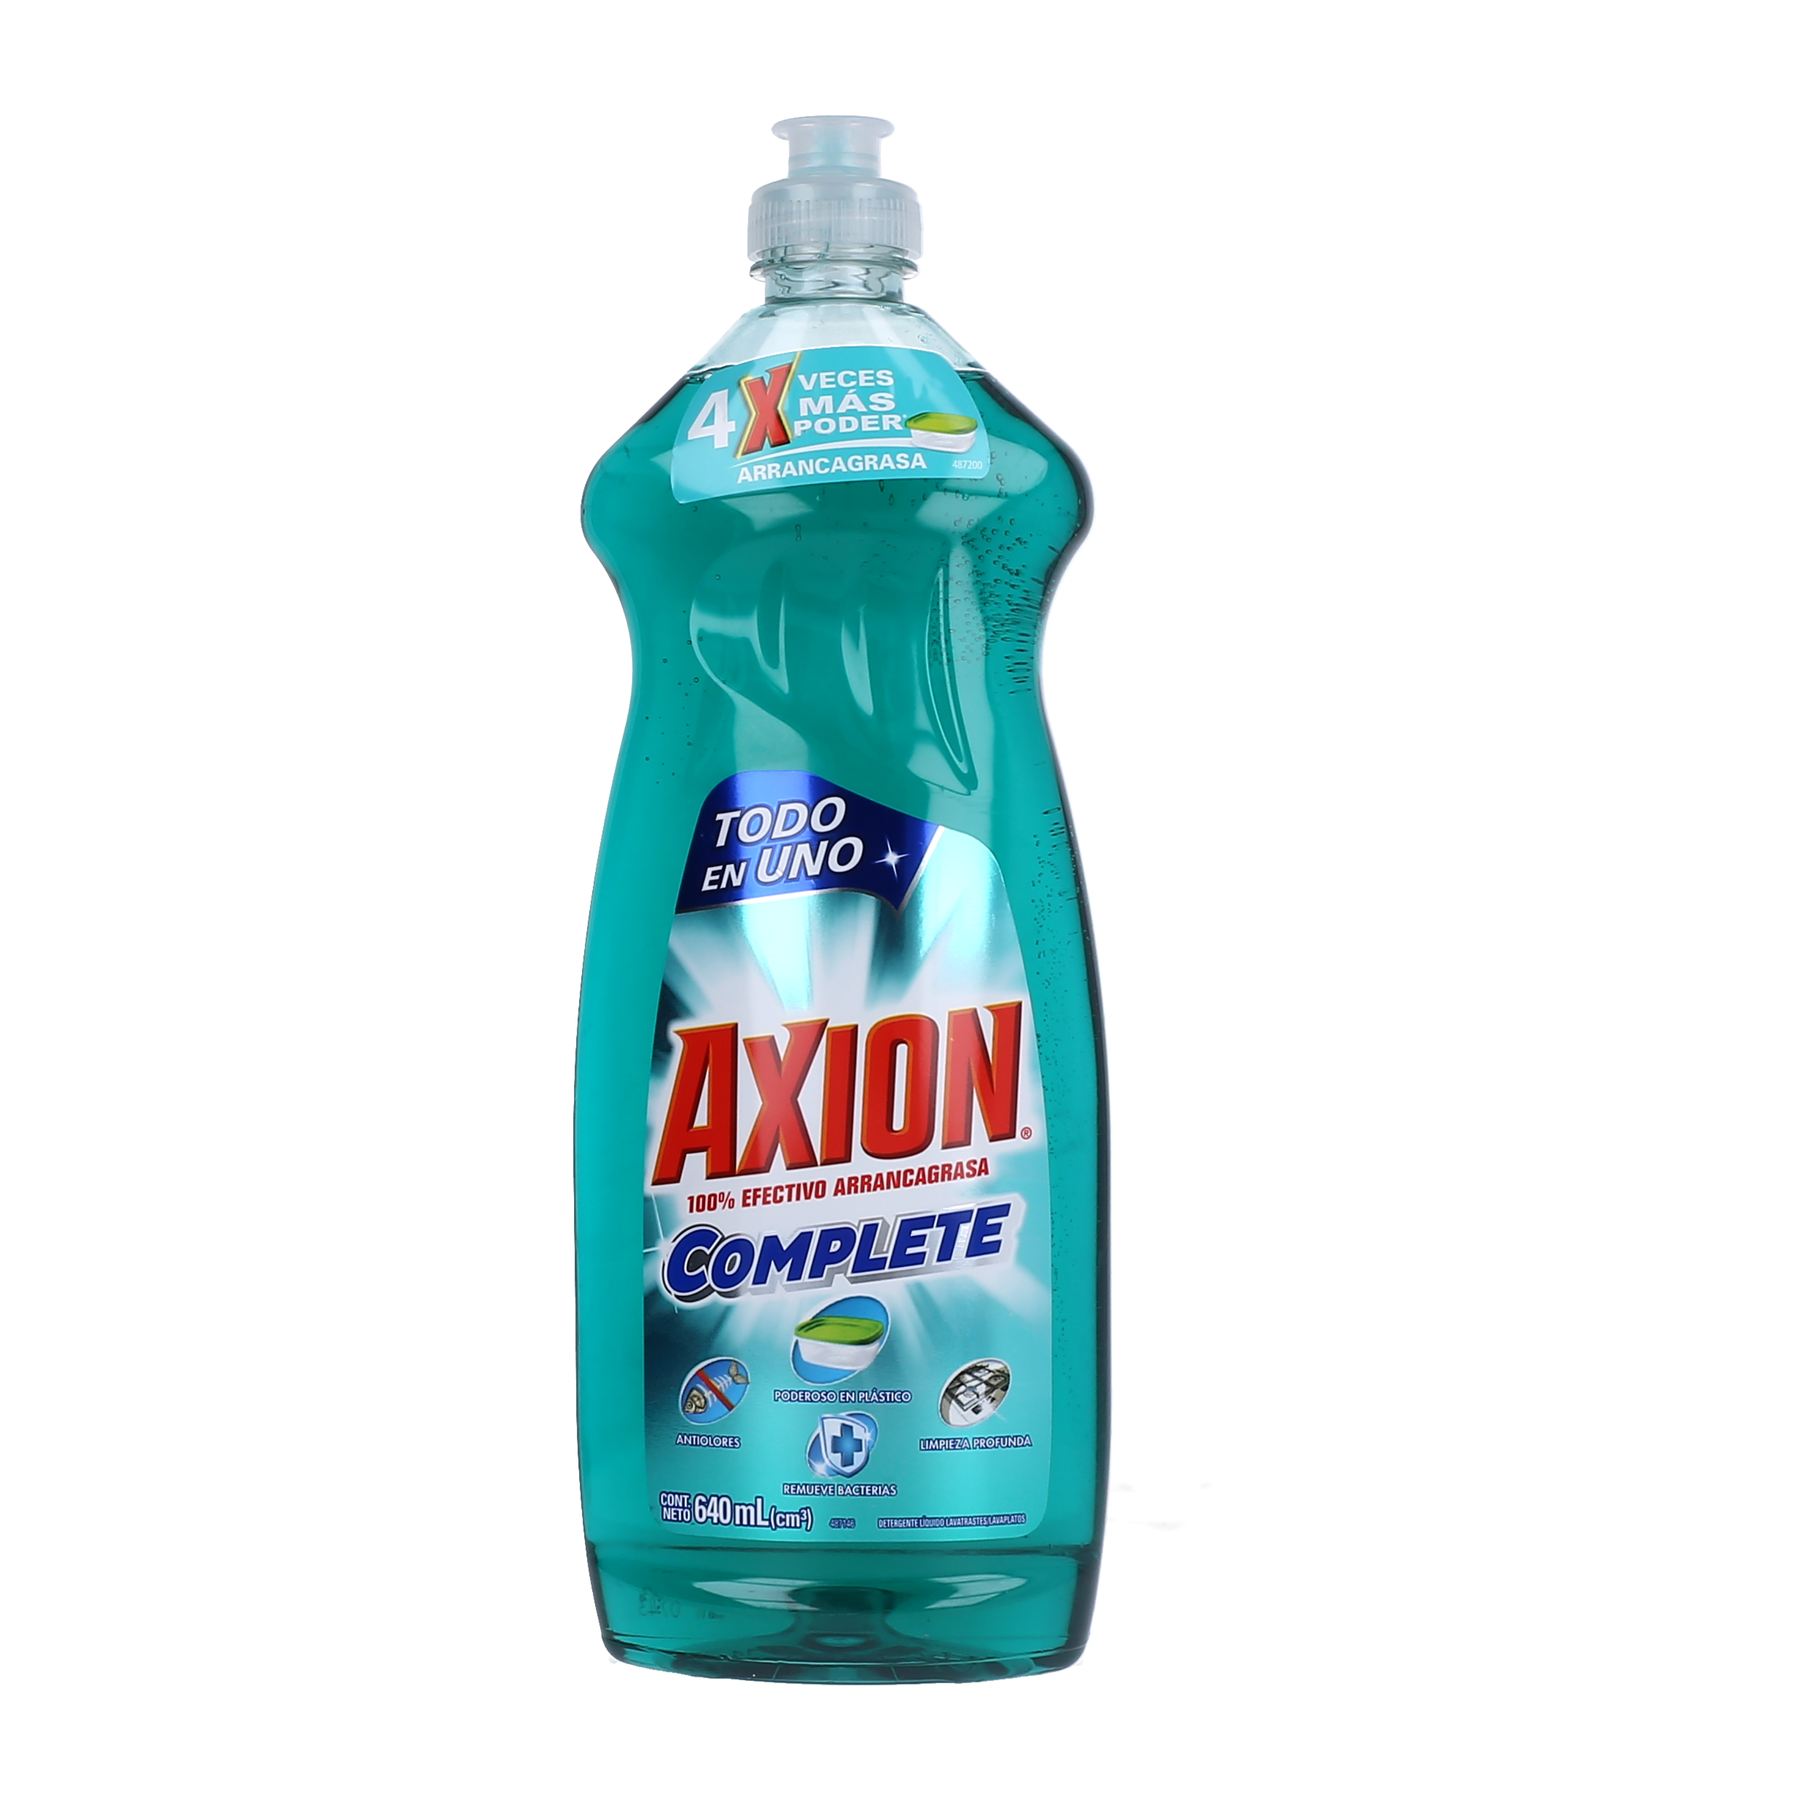 4X VECES
MÁS
PODER*
ARRANCAGRASA
487200
TODO
EN UNO
AXION®
100% EFECTIVO ARRANCAGRASA
COMPLETE
PODEROSO EN PLÁSTICO
ANTIOLORES
LIMPIEZA PROFUNDA
REMUEVE BACTERIAS
CONT.
NETO 640 mL (cm³)
487146
DETERGENTE LÍQUIDO LAVATRASTES/LAVAPLATOS